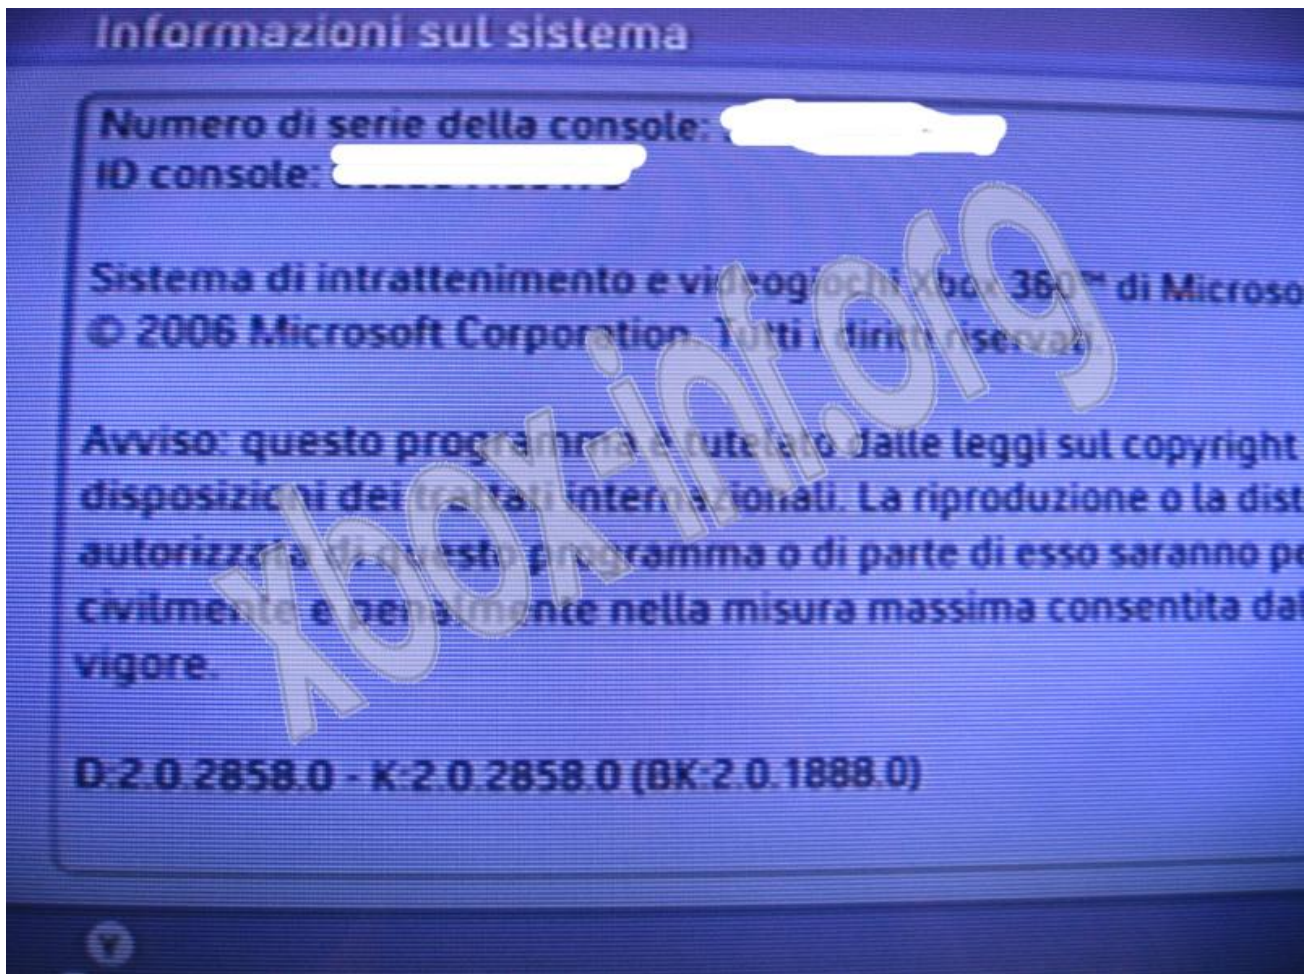 Informazioni sul sistema
Numero di serie della console:
ID console:
Sistema di intrattenimento e videogiochi Xbox 360™ di Microso
© 2006 Microsoft Corporation. Tutti i diritti riservati.
Avviso: questo programma è tutelato dalle leggi sul copyright
disposizioni dei trattati internazionali. La riproduzione o la dist
autorizzata di questo programma o di parte di esso saranno pe
civilmente e penalmente nella misura massima consentita dal
vigore.
D:2.0.2858.0 - K:2.0.2858.0 (BK:2.0.1888.0)
Y
xbox-inf.org